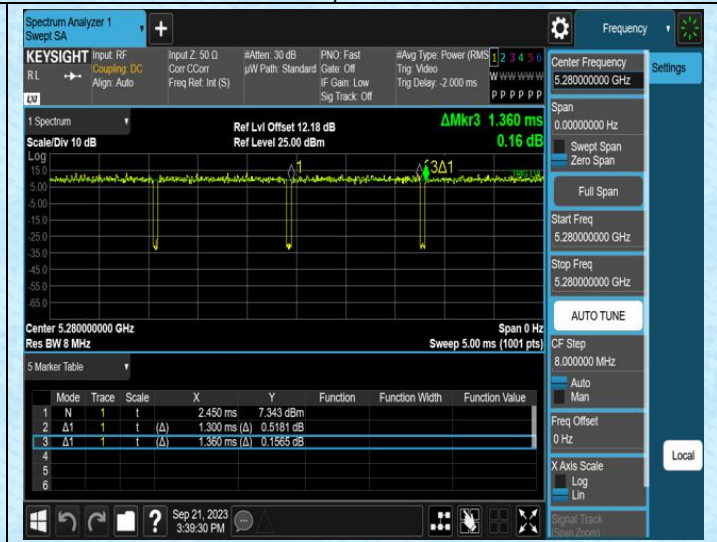 Spectrum Analyzer 1
Swept SA
+
Frequency
KEYSIGHT
RL
LXI
Input: RF
Coupling: DC
Align: Auto
Input Z: 50 Ω
Corr CCorr
Freq Ref: Int (S)
#Atten: 30 dB
µW Path: Standard
PNO: Fast
Gate: Off
IF Gain: Low
Sig Track: Off
#Avg Type: Power (RMS
Trig: Video
Trig Delay: -2.000 ms
1 2 3 4 5 6
W W W W W W
P P P P P P
Center Frequency
5.280000000 GHz
Settings
1 Spectrum
Scale/Div 10 dB
Ref Lvl Offset 12.18 dB
Ref Level 25.00 dBm
ΔMkr3 1.360 ms
0.16 dB
Span
0.00000000 Hz
Swept Span
Zero Span
Log
15.0
5.00
-5.00
-15.0
-25.0
-35.0
-45.0
-55.0
-65.0
1
3Δ1
Full Span
Start Freq
5.280000000 GHz
Stop Freq
5.280000000 GHz
AUTO TUNE
Center 5.280000000 GHz
Span 0 Hz
Res BW 8 MHz
Sweep 5.00 ms (1001 pts)
CF Step
8.000000 MHz
Auto
Man
5 Marker Table
Mode Trace Scale X Y Function Function Width Function Value
1 N 1 t 2.450 ms 7.343 dBm
2 Δ1 1 t (Δ) 1.300 ms (Δ) 0.5181 dB
3 Δ1 1 t (Δ) 1.360 ms (Δ) 0.1565 dB
4
5
6
Freq Offset
0 Hz
Local
X Axis Scale
Log
Lin
Signal Track
(Span Zoom)
?
Sep 21, 2023
3:39:30 PM